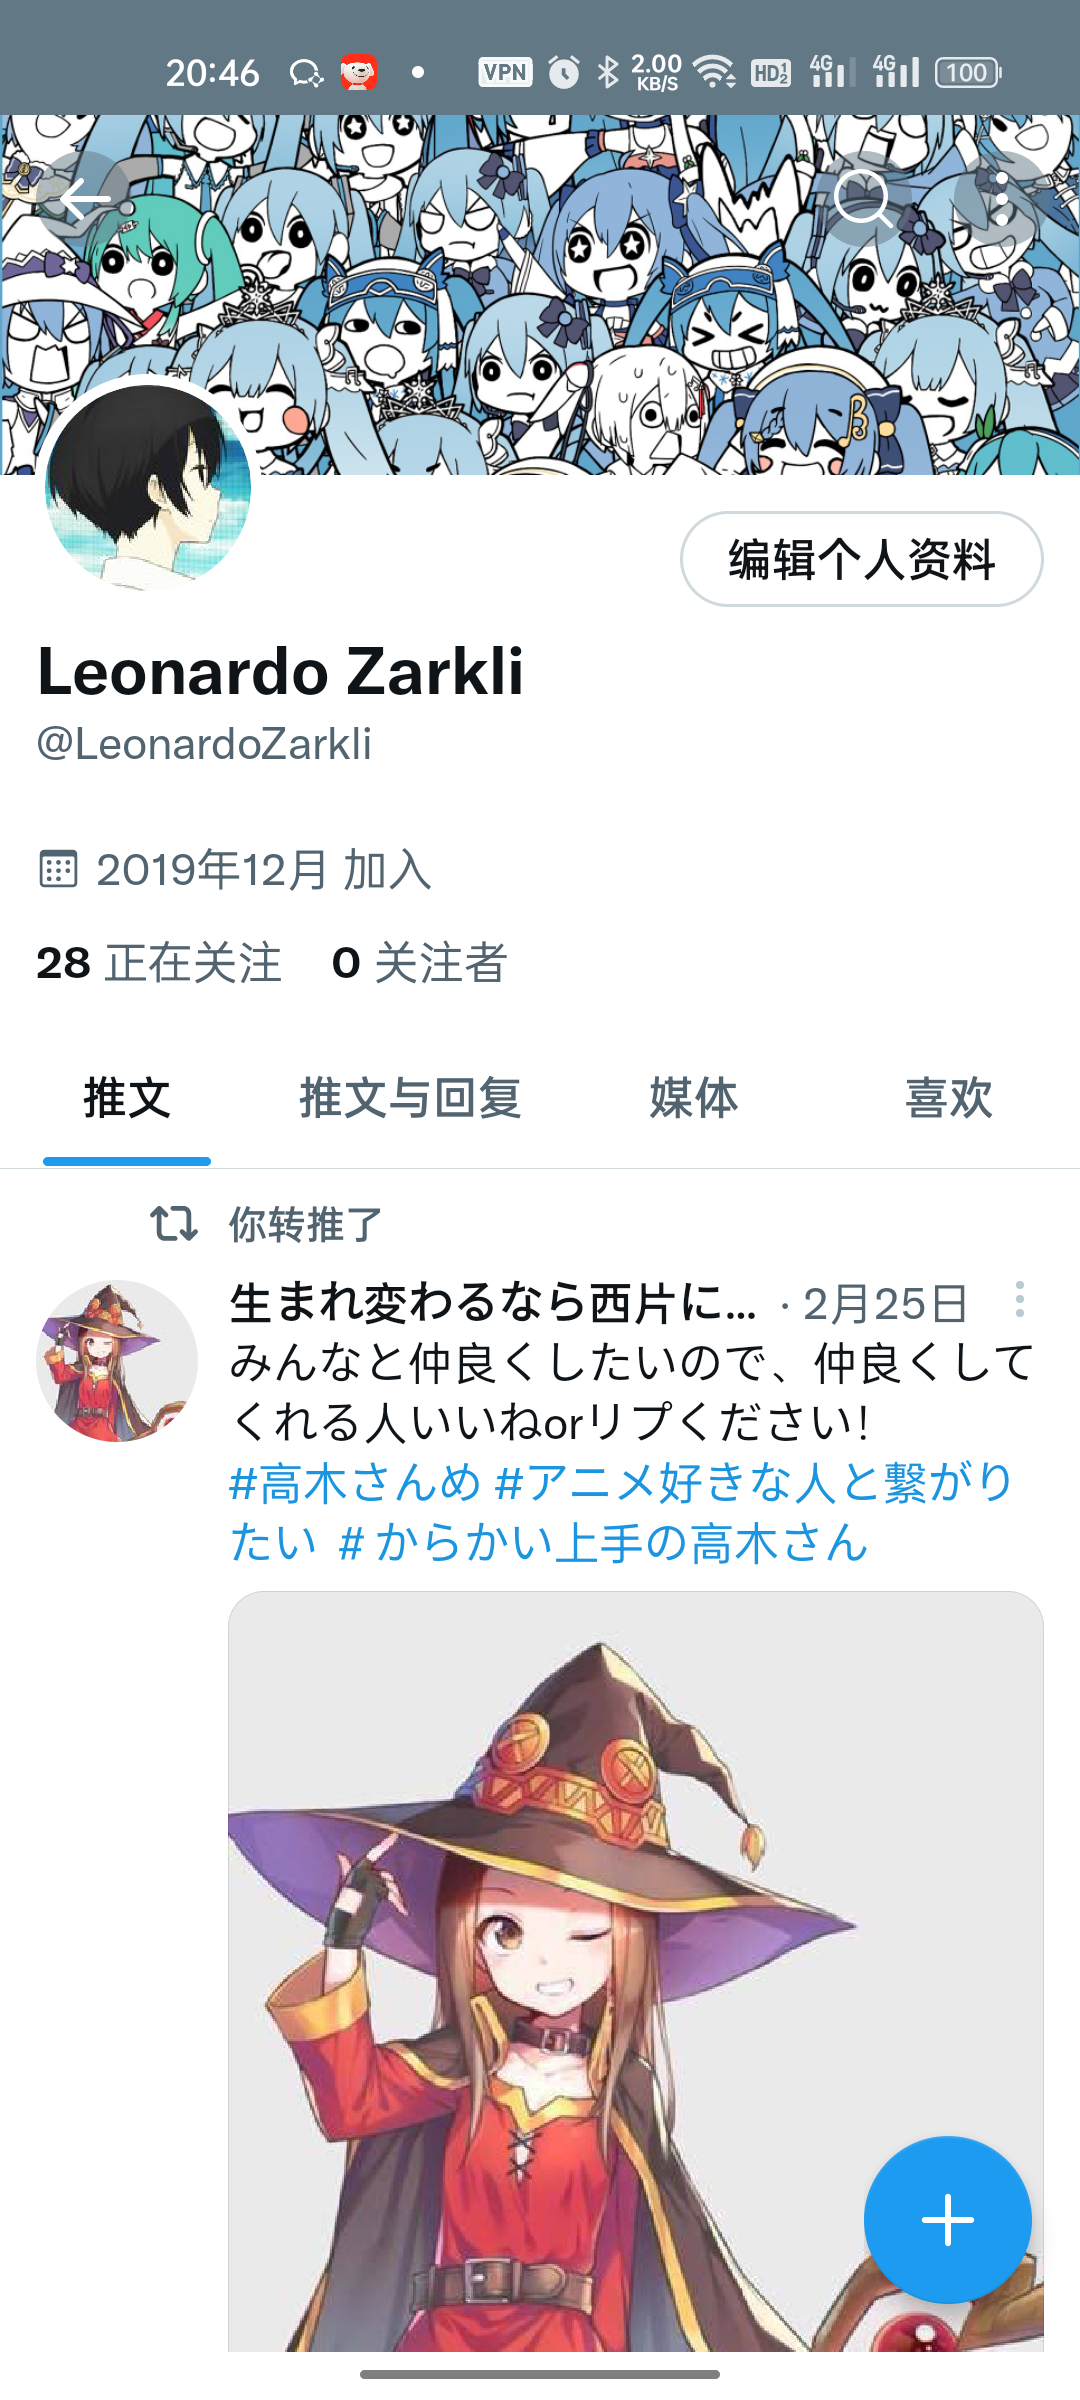 20:46 VPN 2.00 KB/S HD 1 2 4G 4G 100
编辑个人资料
Leonardo Zarkli
@LeonardoZarkli
2019年12月 加入
28 正在关注 0 关注者
推文 推文与回复 媒体 喜欢
你转推了
生まれ変わるなら西片に... · 2月25日
みんなと仲良くしたいので、仲良くして
くれる人いいねorリプください！
#高木さんめ #アニメ好きな人と繋がり
たい #からかい上手の高木さん